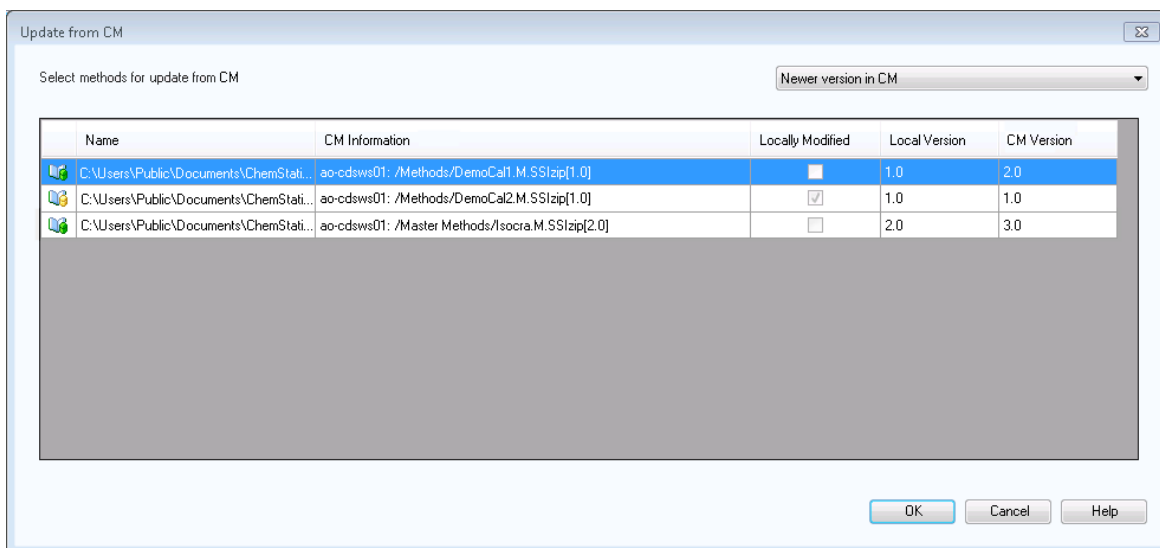 Update from CM
Select methods for update from CM
Newer version in CM
Name CM Information Locally Modified Local Version CM Version
C:\Users\Public\Documents\ChemStati... ao-cdsws01: /Methods/DemoCal1.M.SSIzip[1.0] 1.0 2.0
C:\Users\Public\Documents\ChemStati... ao-cdsws01: /Methods/DemoCal2.M.SSIzip[1.0] 1.0 1.0
C:\Users\Public\Documents\ChemStati... ao-cdsws01: /Master Methods/Isocra.M.SSIzip[2.0] 2.0 3.0
OK Cancel Help